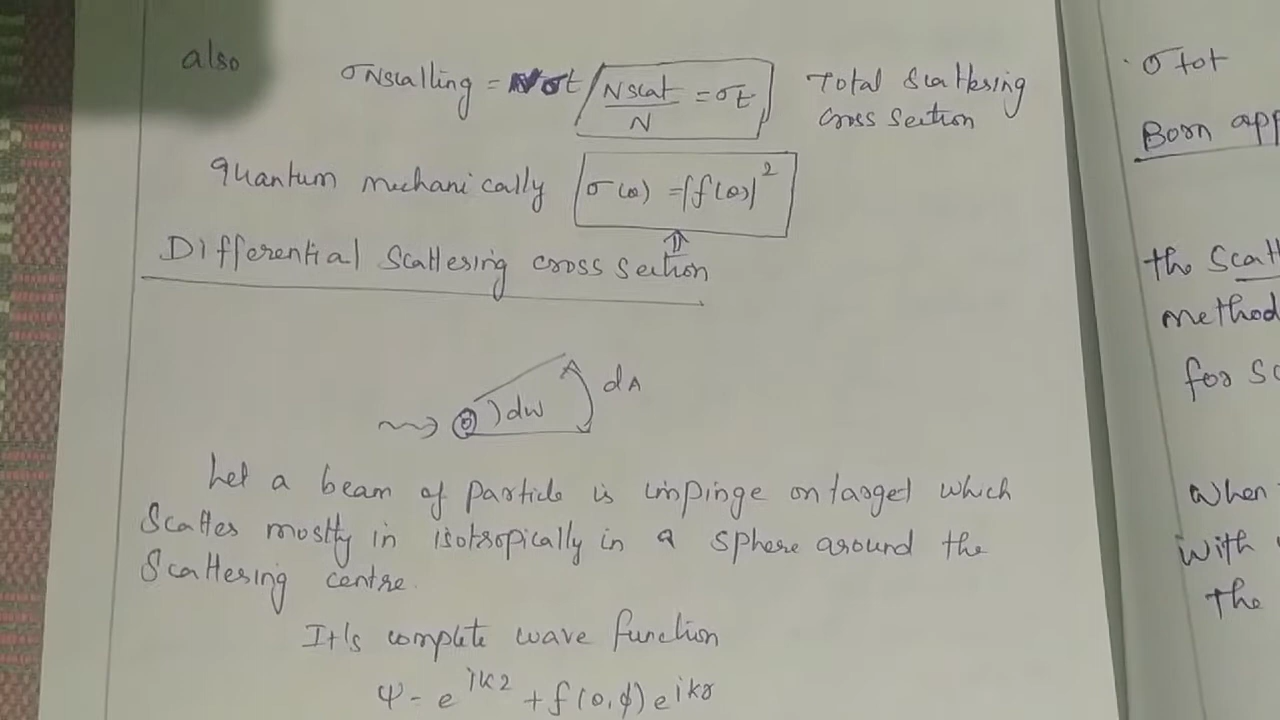 also
σNscalling = Nσt / Nscat/N = σt Total Scattering
cross section
quantum mechanically σ(θ) = |f(θ)|²
⇑
Differential Scattering cross section
dA
dw
Let a beam of particle is impinge on target which
Scatter mostly in isotropically in a sphere around the
Scattering centre.
It's complete wave function
ψ = e^ikz + f(θ,ϕ) e^ikr
σ tot
Born app
the Scatt
method
for Sc
when
with
the